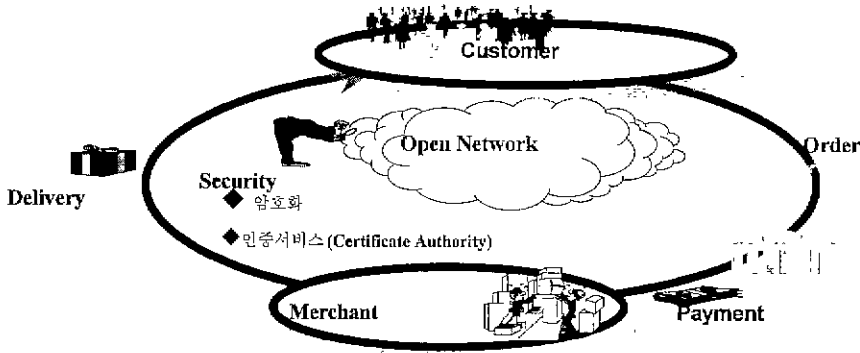 Customer
Open Network
Order
Security
Delivery
◆ 암호화
◆인증서비스(Certificate Authority)
Merchant
Payment